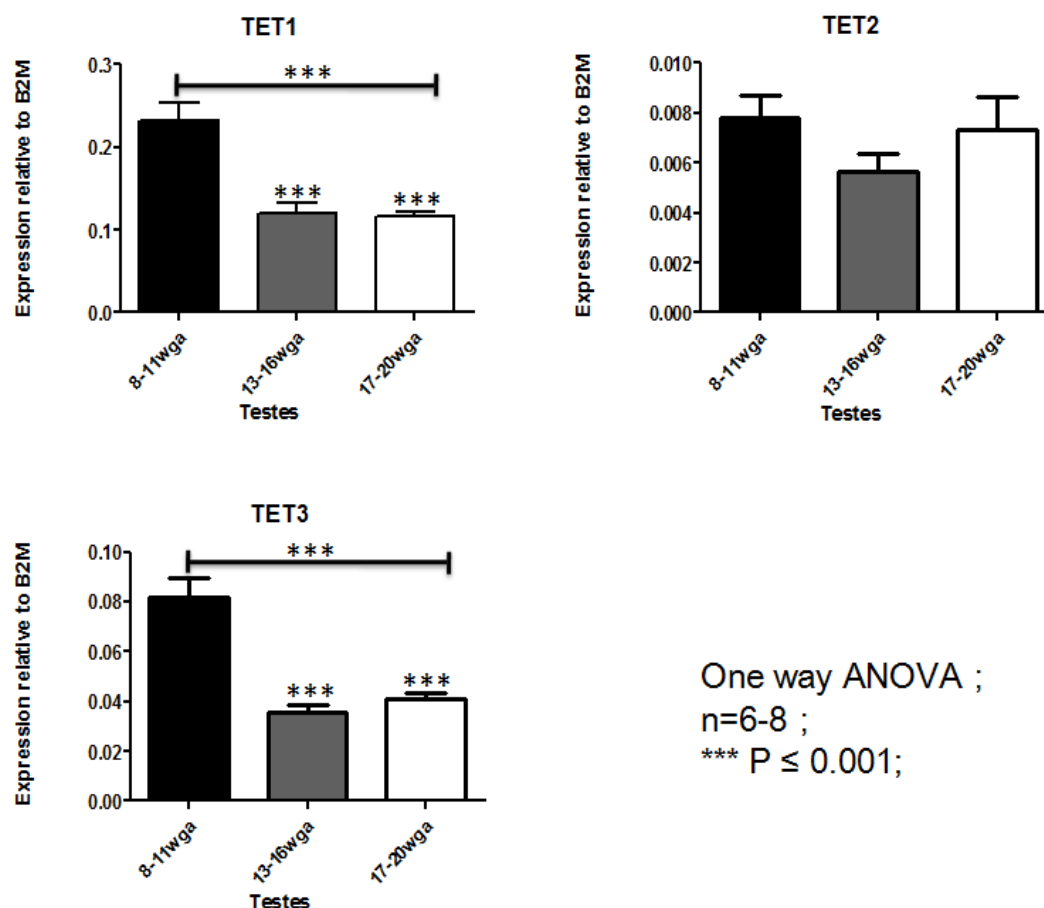 TET1
Expression relative to B2M
0.3
0.2
0.1
0.0
***
***
***
8-11wga
13-16wga
17-20wga
Testes
TET2
Expression relative to B2M
0.010
0.008
0.006
0.004
0.002
0.000
8-11wga
13-16wga
17-20wga
Testes
TET3
Expression relative to B2M
0.10
0.08
0.06
0.04
0.02
0.00
***
***
***
8-11wga
13-16wga
17-20wga
Testes
One way ANOVA ;
n=6-8 ;
*** P ≤ 0.001;